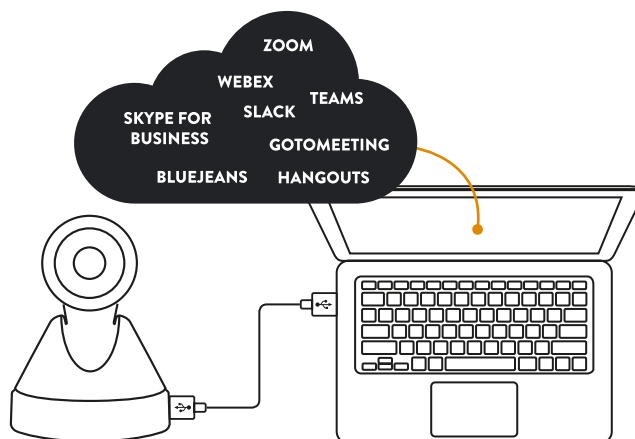 ZOOM
WEBEX
TEAMS
SLACK
SKYPE FOR
BUSINESS
GOTOMEETING
BLUEJEANS
HANGOUTS